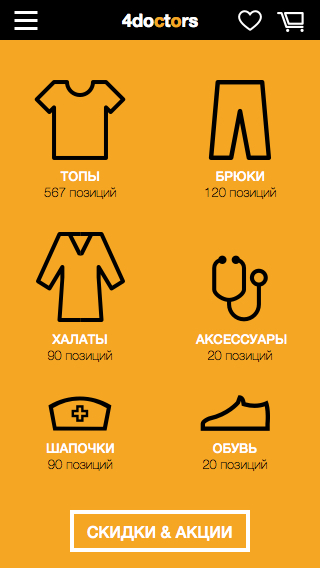 4doctors
ТОПЫ
567 позиций
БРЮКИ
120 позиций
ХАЛАТЫ
90 позиций
АКСЕССУАРЫ
20 позиций
ШАПОЧКИ
90 позиций
ОБУВЬ
20 позиций
СКИДКИ & АКЦИИ